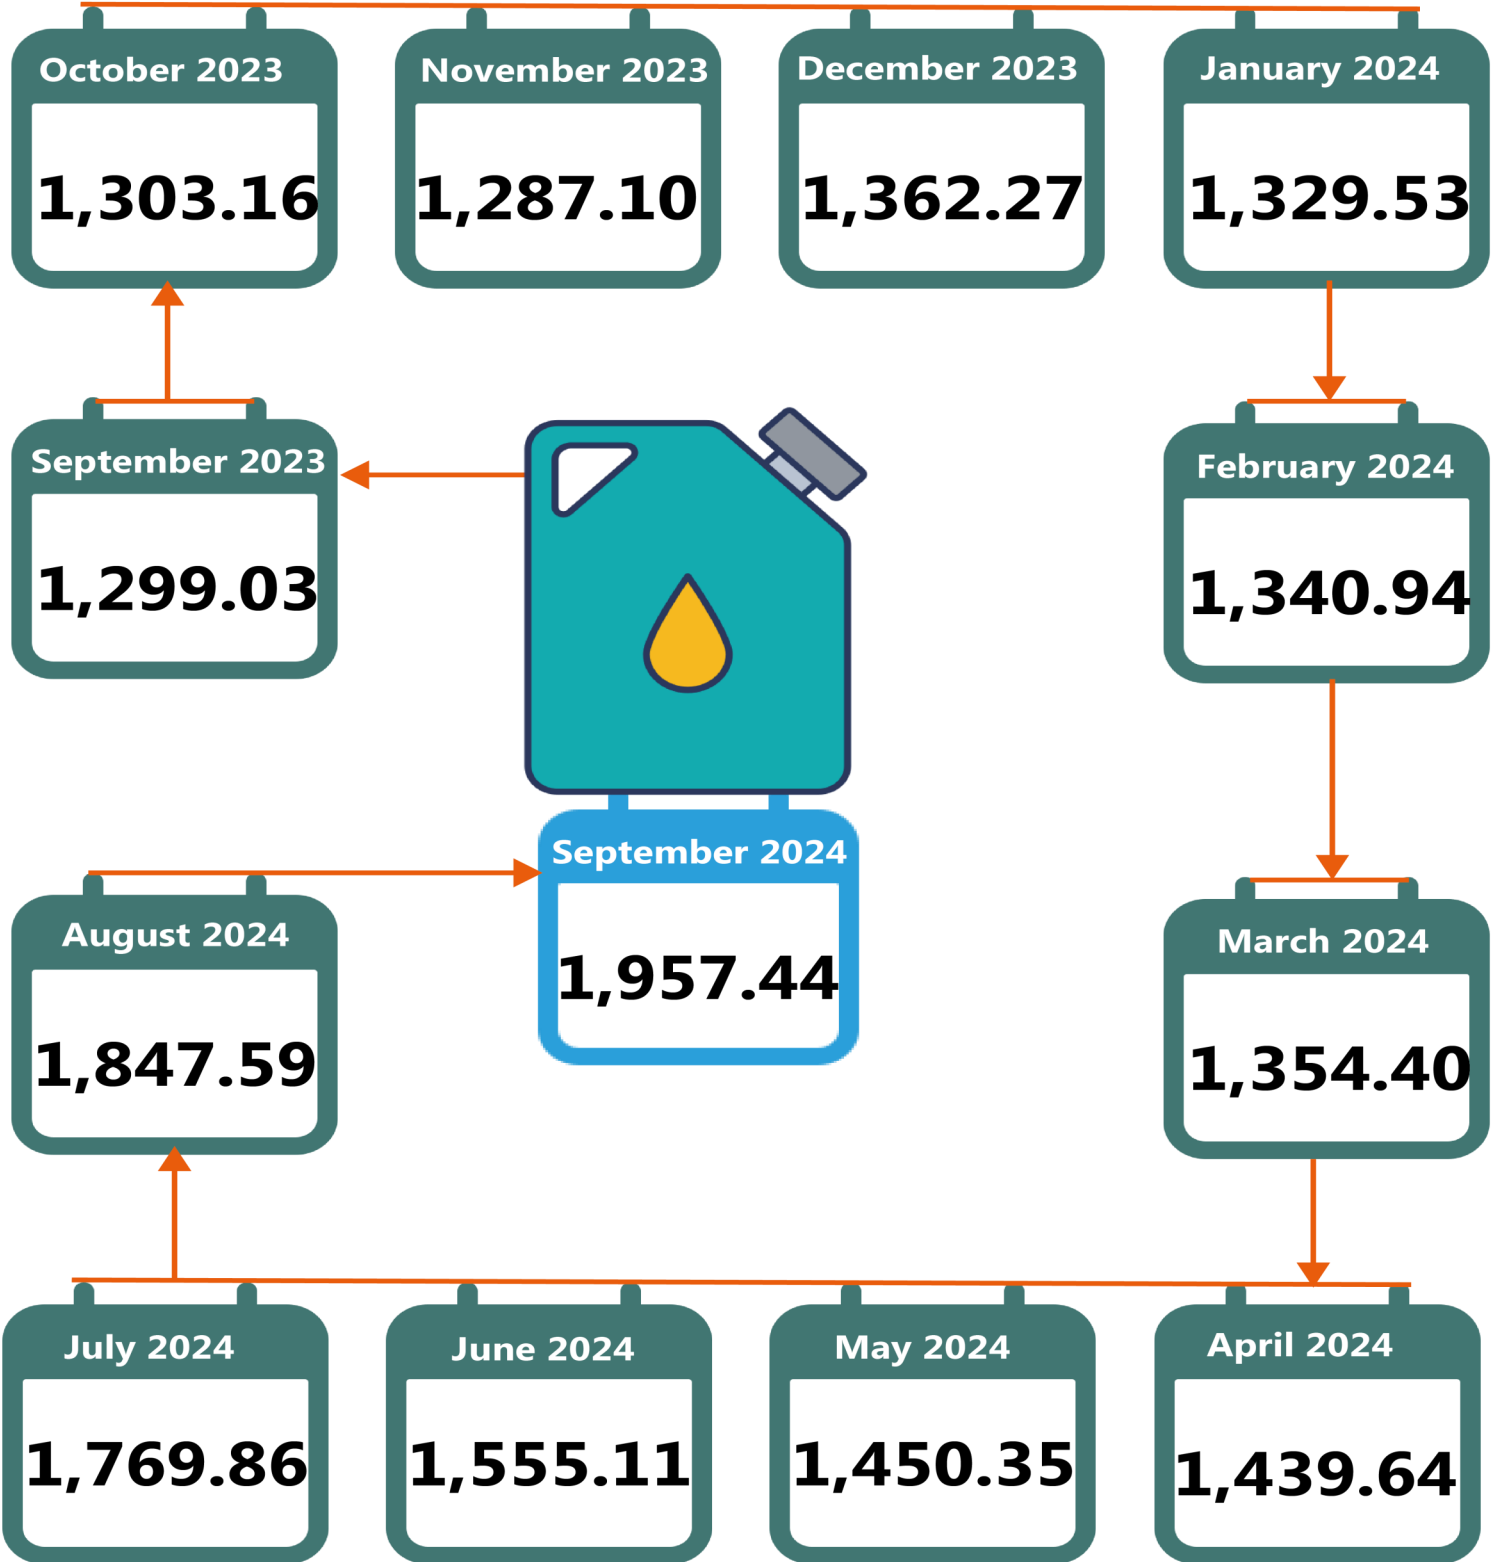 October 2023
1,303.16
November 2023
1,287.10
December 2023
1,362.27
January 2024
1,329.53
September 2023
1,299.03
February 2024
1,340.94
September 2024
1,957.44
August 2024
1,847.59
March 2024
1,354.40
July 2024
1,769.86
June 2024
1,555.11
May 2024
1,450.35
April 2024
1,439.64